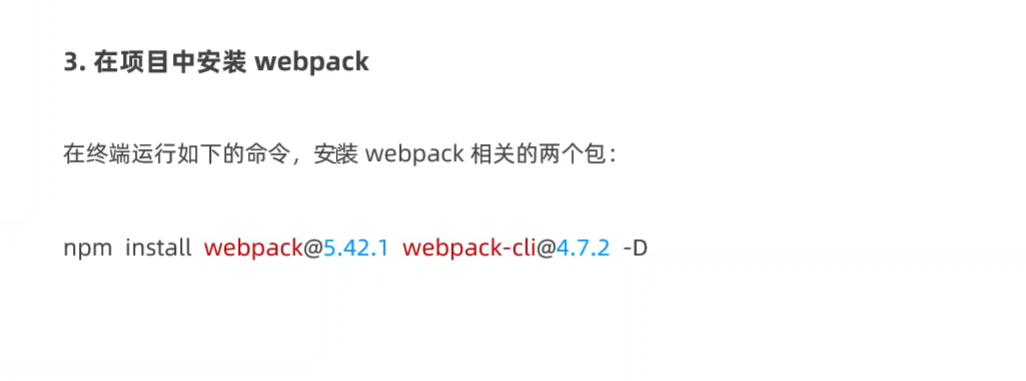 3. 在项目中安装 webpack
在终端运行如下的命令，安装 webpack 相关的两个包：
npm install webpack@5.42.1 webpack-cli@4.7.2 -D